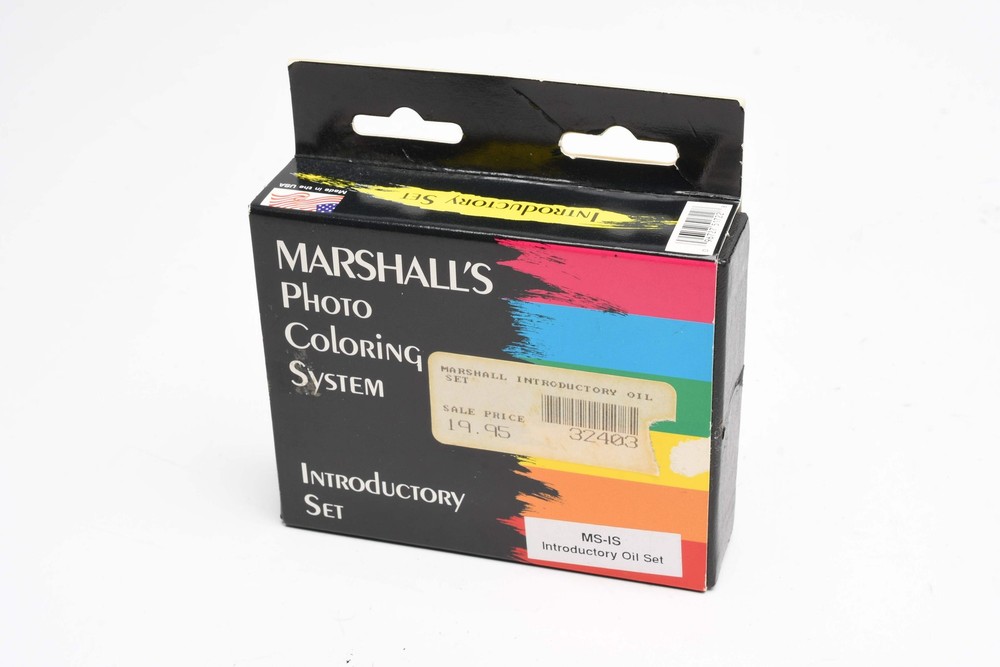 Made in the USA
Introductory Set
MARSHALL'S
Photo
Coloring
System
MARSHALL INTRODUCTORY OIL
SET
SALE PRICE
19.95
32403
Introductory
Set
MS-IS
Introductory Oil Set